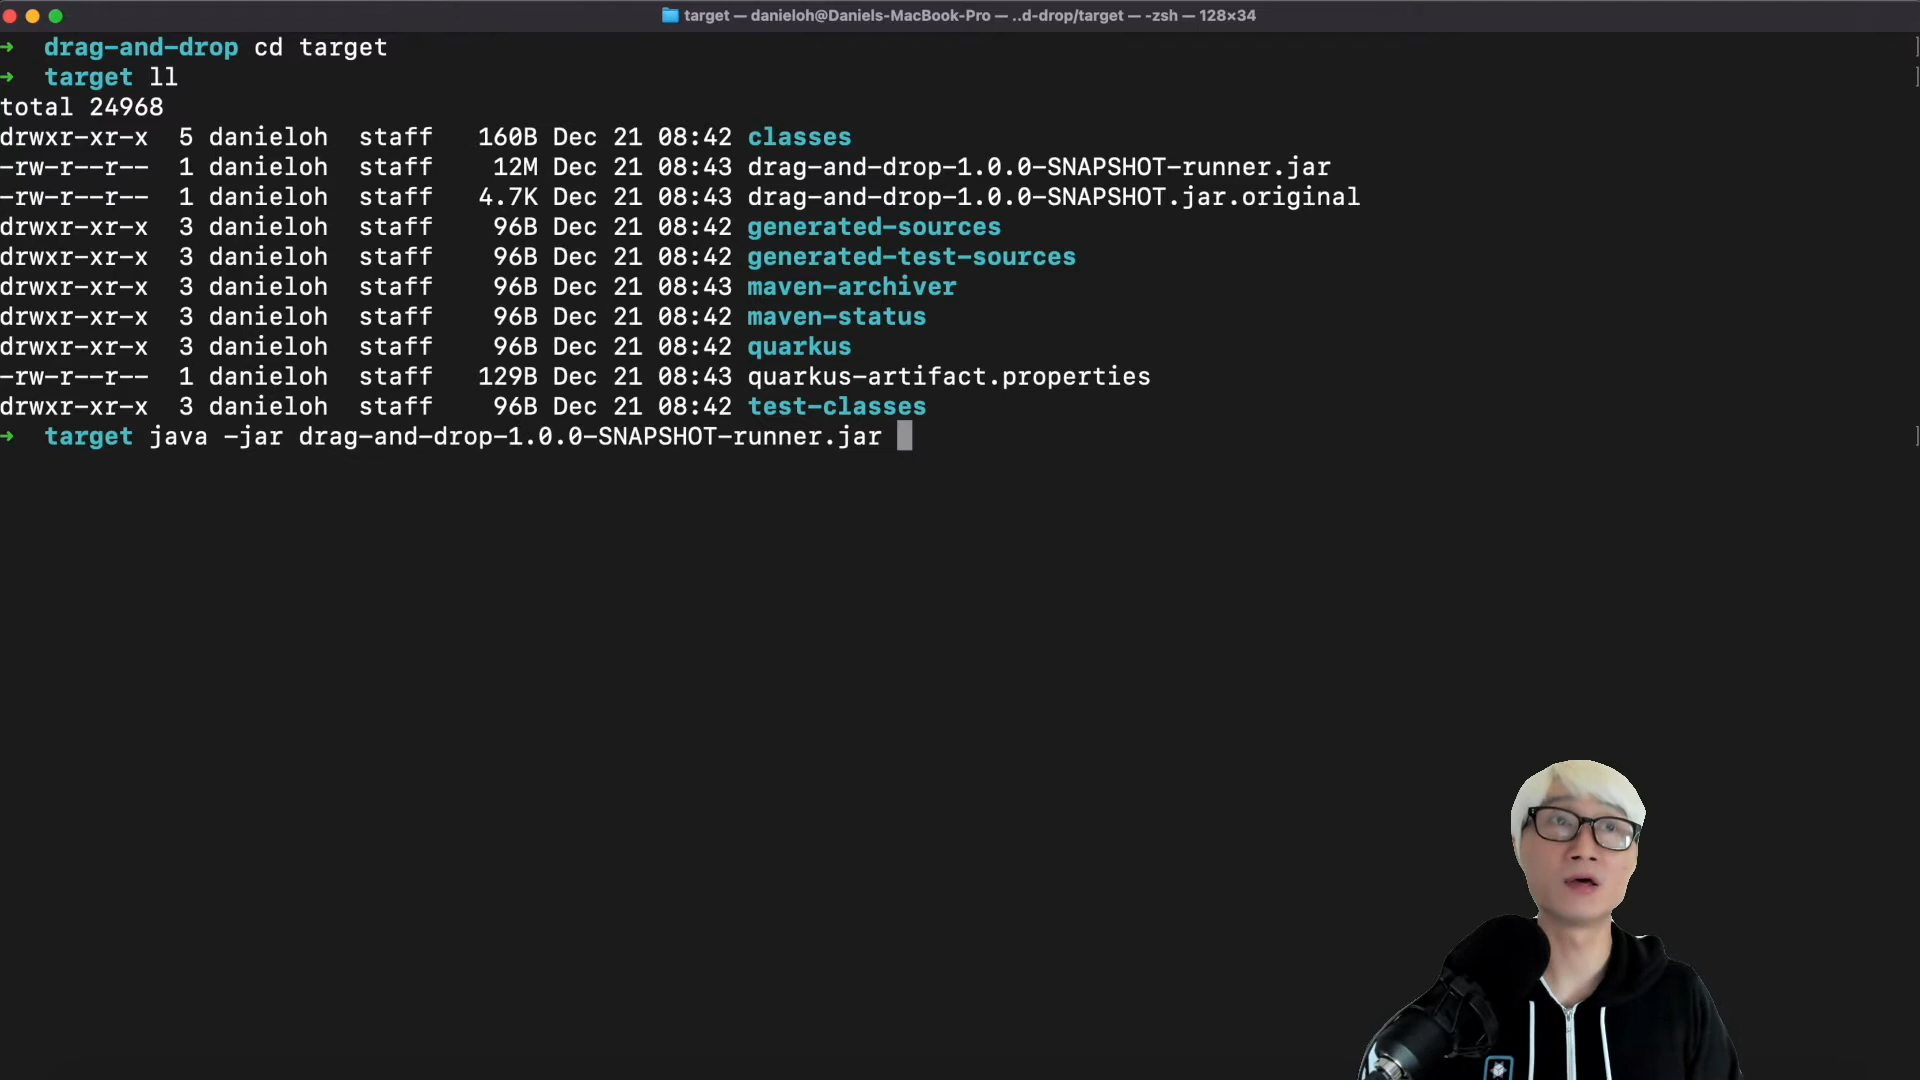 target — danieloh@Daniels-MacBook-Pro — ..d-drop/target — -zsh — 128×34
➜ drag-and-drop cd target
➜ target ll
total 24968
drwxr-xr-x 5 danieloh staff 160B Dec 21 08:42 classes
-rw-r--r-- 1 danieloh staff 12M Dec 21 08:43 drag-and-drop-1.0.0-SNAPSHOT-runner.jar
-rw-r--r-- 1 danieloh staff 4.7K Dec 21 08:43 drag-and-drop-1.0.0-SNAPSHOT.jar.original
drwxr-xr-x 3 danieloh staff 96B Dec 21 08:42 generated-sources
drwxr-xr-x 3 danieloh staff 96B Dec 21 08:42 generated-test-sources
drwxr-xr-x 3 danieloh staff 96B Dec 21 08:43 maven-archiver
drwxr-xr-x 3 danieloh staff 96B Dec 21 08:42 maven-status
drwxr-xr-x 3 danieloh staff 96B Dec 21 08:42 quarkus
-rw-r--r-- 1 danieloh staff 129B Dec 21 08:43 quarkus-artifact.properties
drwxr-xr-x 3 danieloh staff 96B Dec 21 08:42 test-classes
➜ target java -jar drag-and-drop-1.0.0-SNAPSHOT-runner.jar